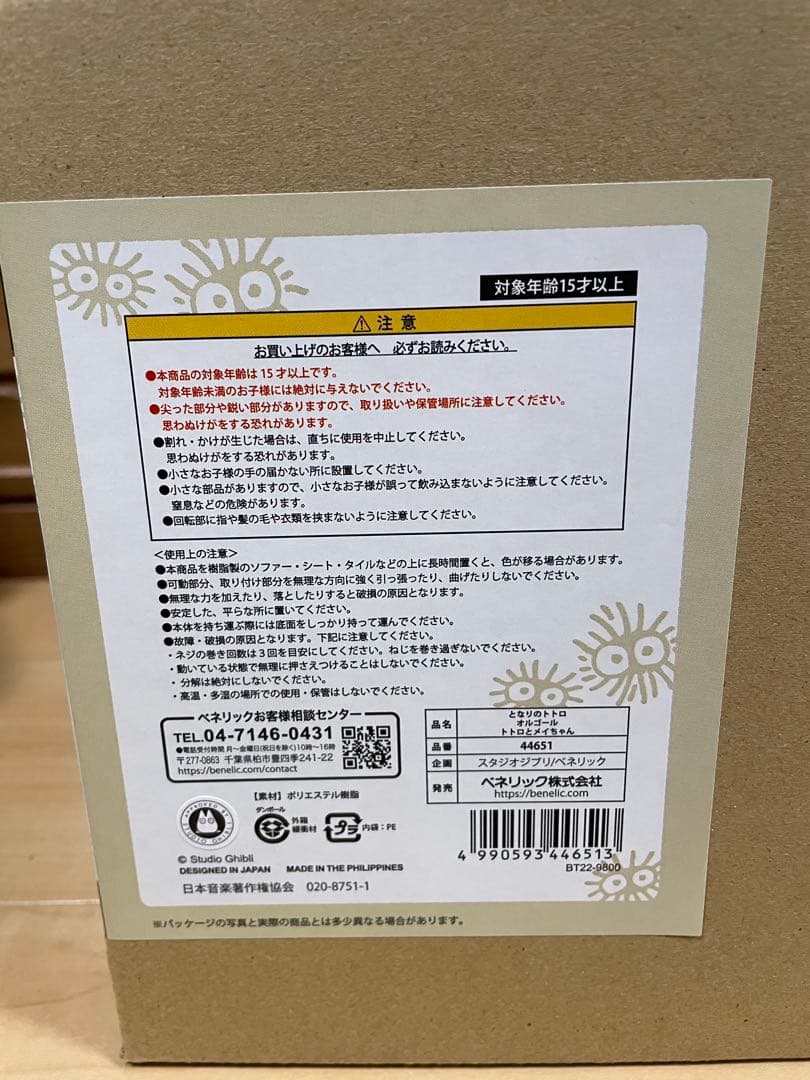 対象年齢15才以上
⚠注意
お買い上げのお客様へ 必ずお読みください。
●本商品の対象年齢は15才以上です。
対象年齢未満のお子様には絶対に与えないでください。
●尖った部分や鋭い部分がありますので、取り扱いや保管場所に注意してください。
思わぬけがをする恐れがあります。
●割れ・かけが生じた場合は、直ちに使用を中止してください。
思わぬけがをする恐れがあります。
●小さなお子様の手の届かない所に設置してください。
●小さな部品がありますので、小さなお子様が誤って飲み込まないように注意してください。
窒息などの危険があります。
●回転部に指や髪の毛や衣類を挟まないように注意してください。
<使用上の注意>
●本商品を樹脂製のソファー・シート・タイルなどの上に長時間置くと、色が移る場合があります。
●可動部分、取り付け部分を無理な方向に強く引っ張ったり、曲げたりしないでください。
●無理な力を加えたり、落としたりすると破損の原因となります。
●安定した、平らな所に置いてください。
●本体を持ち運ぶ際には底面をしっかり持って運んでください。
●故障・破損の原因となります。下記に注意してください。
・ネジの巻き回数は3回を目安にしてください。ねじを巻き過ぎないでください。
・動いている状態で無理に押さえつけることはしないでください。
・分解は絶対にしないでください。
・高温・多湿の場所での使用・保管はしないでください。
ベネリックお客様相談センター
TEL.04-7146-0431
●電話受付時間 月〜金曜日(祝日を除く)10時〜16時
〒277-0863 千葉県柏市豊四季241-22
https://benelic.com/contact
品名 となりのトトロ
オルゴール
トトロとメイちゃん
品番 44651
企画 スタジオジブリ/ベネリック
発売 ベネリック株式会社
https://benelic.com
【素材】ポリエステル樹脂
APPROVED BY STUDIO GHIBLI
ダンボール
外箱
緩衝材
プラ
内袋:PE
© Studio Ghibli
DESIGNED IN JAPAN MADE IN THE PHILIPPINES
日本音楽著作権協会 020-8751-1
4 990593 446513
BT22-9800
※パッケージの写真と実際の商品とは多少異なる場合があります。